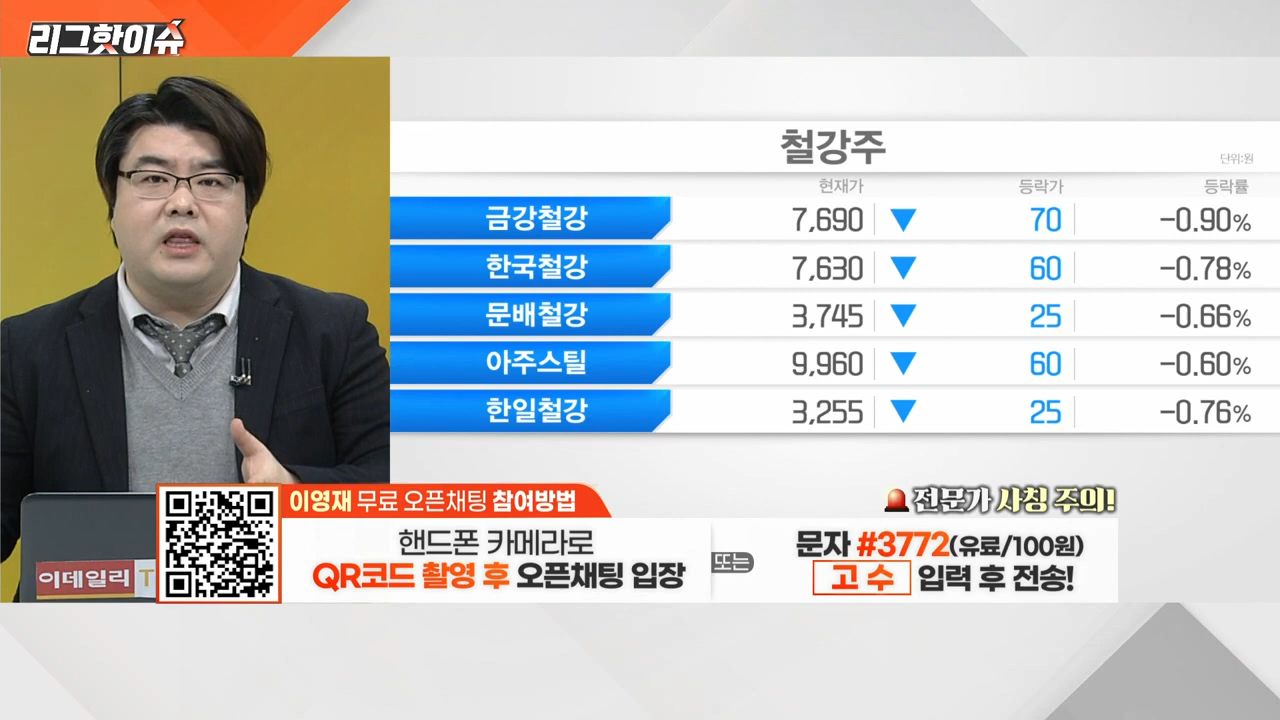 리그핫이슈
철강주
단위:원
현재가 등락가 등락률
금강철강 7,690 ▼ 70 -0.90%
한국철강 7,630 ▼ 60 -0.78%
문배철강 3,745 ▼ 25 -0.66%
아주스틸 9,960 ▼ 60 -0.60%
한일철강 3,255 ▼ 25 -0.76%
이영재 무료 오픈채팅 참여방법
핸드폰 카메라로
QR코드 촬영 후 오픈채팅 입장
또는
전문가 사칭 주의!
문자 #3772(유료/100원)
고수 입력 후 전송!
이데일리 T